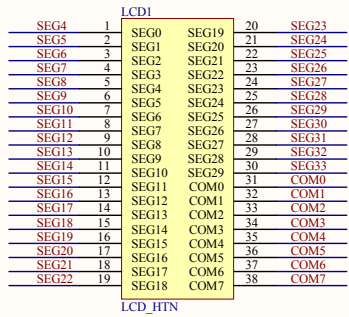 LCD1
SEG4 1 SEG0 SEG19 20 SEG23
SEG5 2 SEG1 SEG20 21 SEG24
SEG6 3 SEG2 SEG21 22 SEG25
SEG7 4 SEG3 SEG22 23 SEG26
SEG8 5 SEG4 SEG23 24 SEG27
SEG9 6 SEG5 SEG24 25 SEG28
SEG10 7 SEG6 SEG25 26 SEG29
SEG11 8 SEG7 SEG26 27 SEG30
SEG12 9 SEG8 SEG27 28 SEG31
SEG13 10 SEG9 SEG28 29 SEG32
SEG14 11 SEG10 SEG29 30 SEG33
SEG15 12 SEG11 COM0 31 COM0
SEG16 13 SEG12 COM1 32 COM1
SEG17 14 SEG13 COM2 33 COM2
SEG18 15 SEG14 COM3 34 COM3
SEG19 16 SEG15 COM4 35 COM4
SEG20 17 SEG16 COM5 36 COM5
SEG21 18 SEG17 COM6 37 COM6
SEG22 19 SEG18 COM7 38 COM7
LCD_HTN